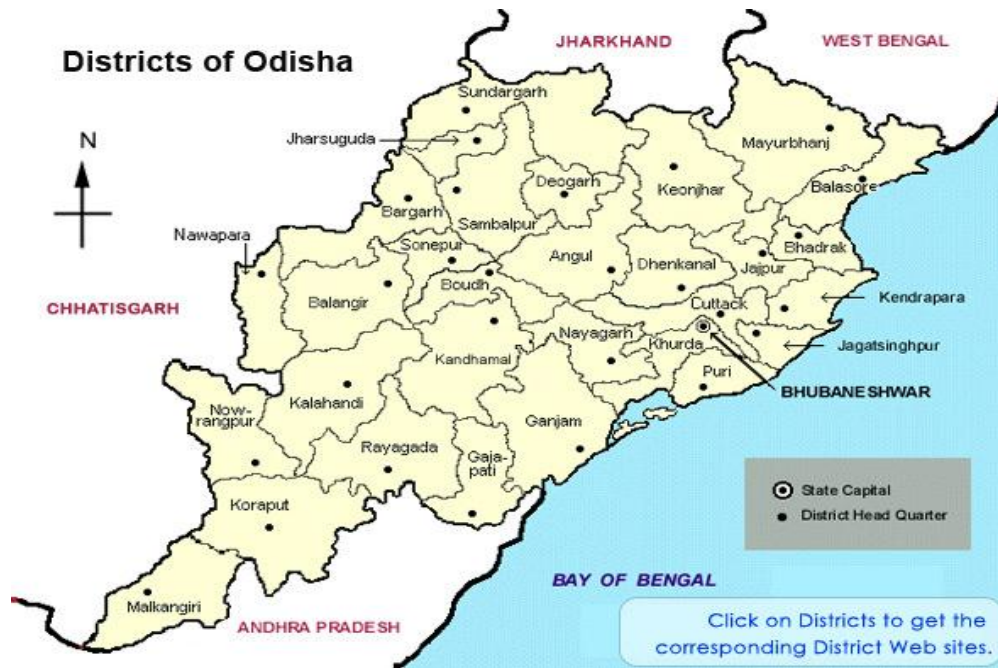 JHARKHAND
WEST BENGAL
Districts of Odisha
Sundargarh
N
Jharsuguda
Mayurbhanj
Deogarh
Keonjhar
Balasore
Bargarh
Sambalpur
Nawapara
Sonepur
Bhadrak
Angul
Dhenkanal
Jajpur
Boudh
Balangir
Kendrapara
CHHATISGARH
Cuttack
Nayagarh
Khurda
Jagatsinghpur
Kandhamal
Puri
BHUBANESHWAR
Now-
rangpur
Kalahandi
Ganjam
Rayagada
Gaja-
pati
State Capital
Koraput
District Head Quarter
BAY OF BENGAL
Malkangiri
ANDHRA PRADESH
Click on Districts to get the
corresponding District Web sites.